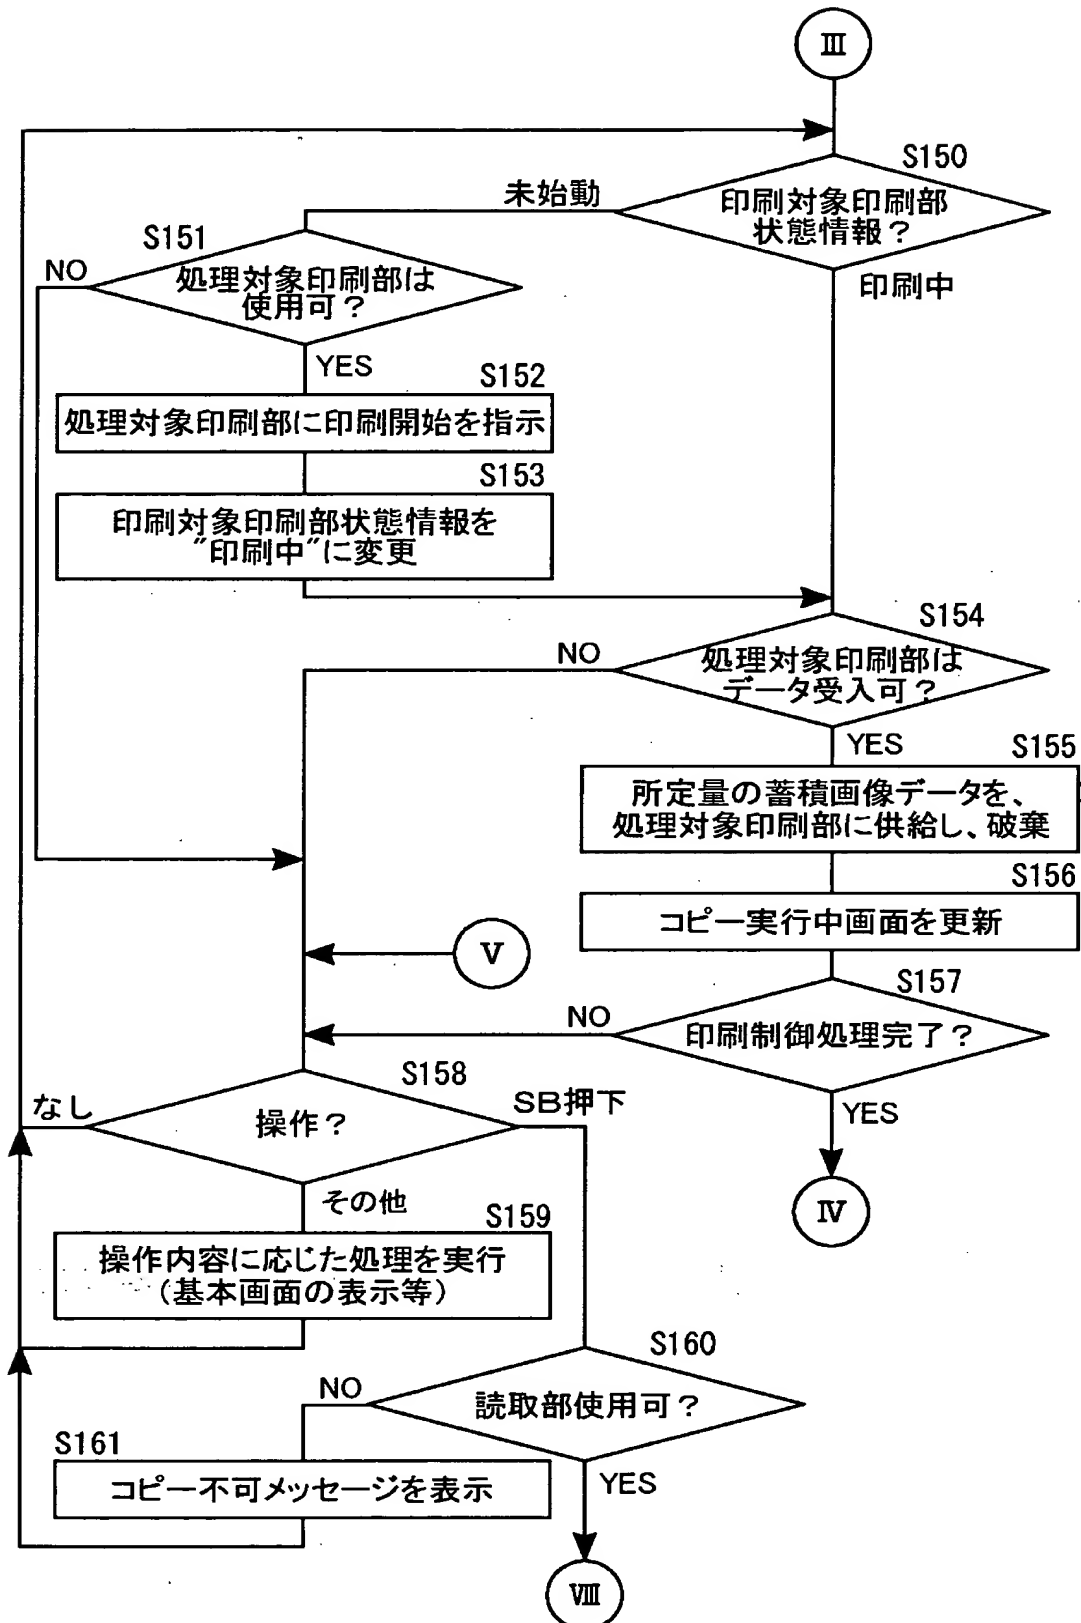 Ⅲ
S150
未始動
印刷対象印刷部
状態情報?
S151
NO
処理対象印刷部は
使用可?
印刷中
YES
S152
処理対象印刷部に印刷開始を指示
S153
印刷対象印刷部状態情報を
"印刷中"に変更
S154
NO
処理対象印刷部は
データ受入可?
YES
S155
所定量の蓄積画像データを、
処理対象印刷部に供給し、破棄
S156
コピー実行中画面を更新
Ⅴ
S157
NO
印刷制御処理完了?
S158
なし
操作?
SB押下
YES
その他
Ⅳ
S159
操作内容に応じた処理を実行
(基本画面の表示等)
S160
NO
読取部使用可?
S161
コピー不可メッセージを表示
YES
Ⅷ